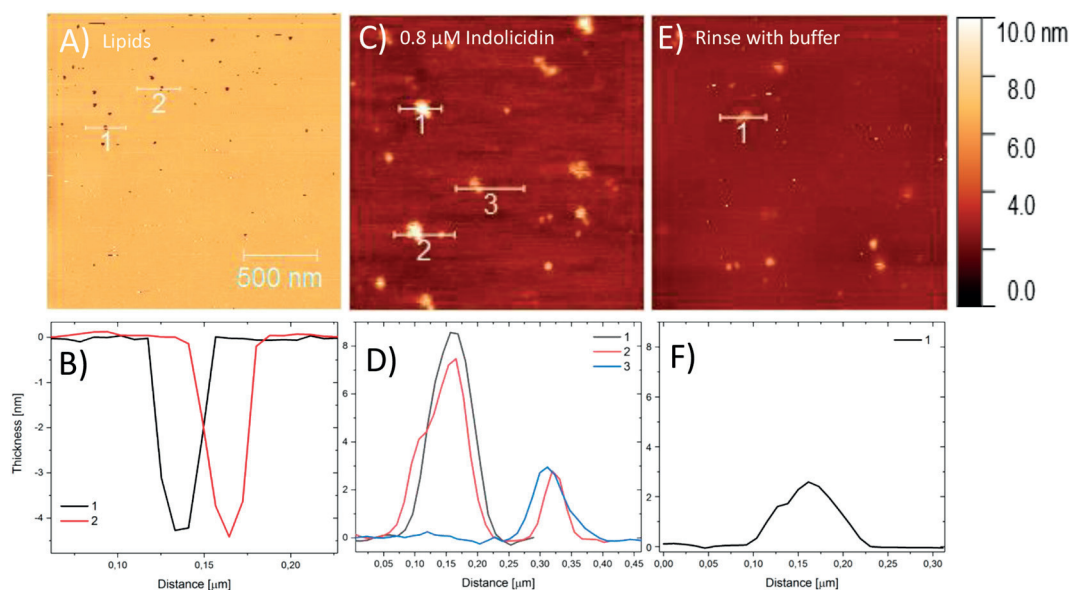 A) Lipids
1
2
500 nm
C) 0.8 µM Indolicidin
1
3
2
E) Rinse with buffer
1
10.0 nm
8.0
6.0
4.0
0.0
B)
0
-1
-2
-3
-4
Thickness [nm]
1
2
0,10
0,15
0,20
Distance [µm]
D)
8
6
4
2
0
1
2
3
0,00 0,05 0,10 0,15 0,20 0,25 0,30 0,35 0,40 0,45
Distance [µm]
F)
8
6
4
2
0
1
0,00 0,05 0,10 0,15 0,20 0,25 0,30
Distance [µm]